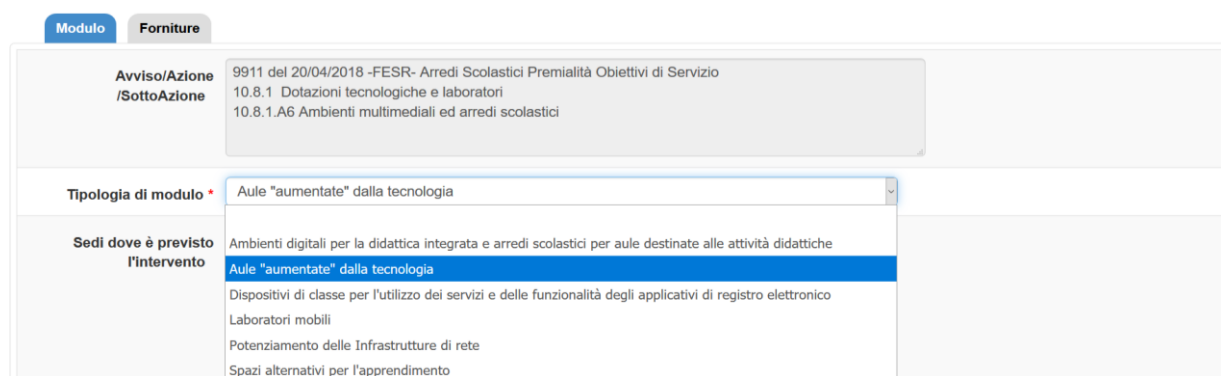 Modulo Forniture
Avviso/Azione
/SottoAzione
9911 del 20/04/2018 -FESR- Arredi Scolastici Premialità Obiettivi di Servizio
10.8.1 Dotazioni tecnologiche e laboratori
10.8.1.A6 Ambienti multimediali ed arredi scolastici
Tipologia di modulo *
Aule "aumentate" dalla tecnologia
Sedi dove è previsto
l'intervento
Ambienti digitali per la didattica integrata e arredi scolastici per aule destinate alle attività didattiche
Aule "aumentate" dalla tecnologia
Dispositivi di classe per l'utilizzo dei servizi e delle funzionalità degli applicativi di registro elettronico
Laboratori mobili
Potenziamento delle Infrastrutture di rete
Spazi alternativi per l'apprendimento